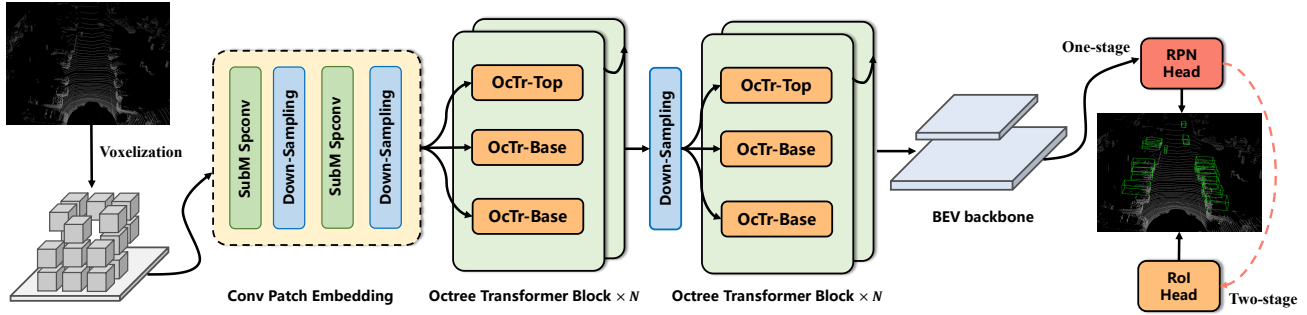 Voxelization
SubM Spconv
Down-Sampling
SubM Spconv
Down-Sampling
Conv Patch Embedding
OcTr-Top
OcTr-Base
OcTr-Base
Octree Transformer Block × N
Down-Sampling
OcTr-Top
OcTr-Base
OcTr-Base
Octree Transformer Block × N
BEV backbone
One-stage
RPN
Head
RoI
Head
Two-stage